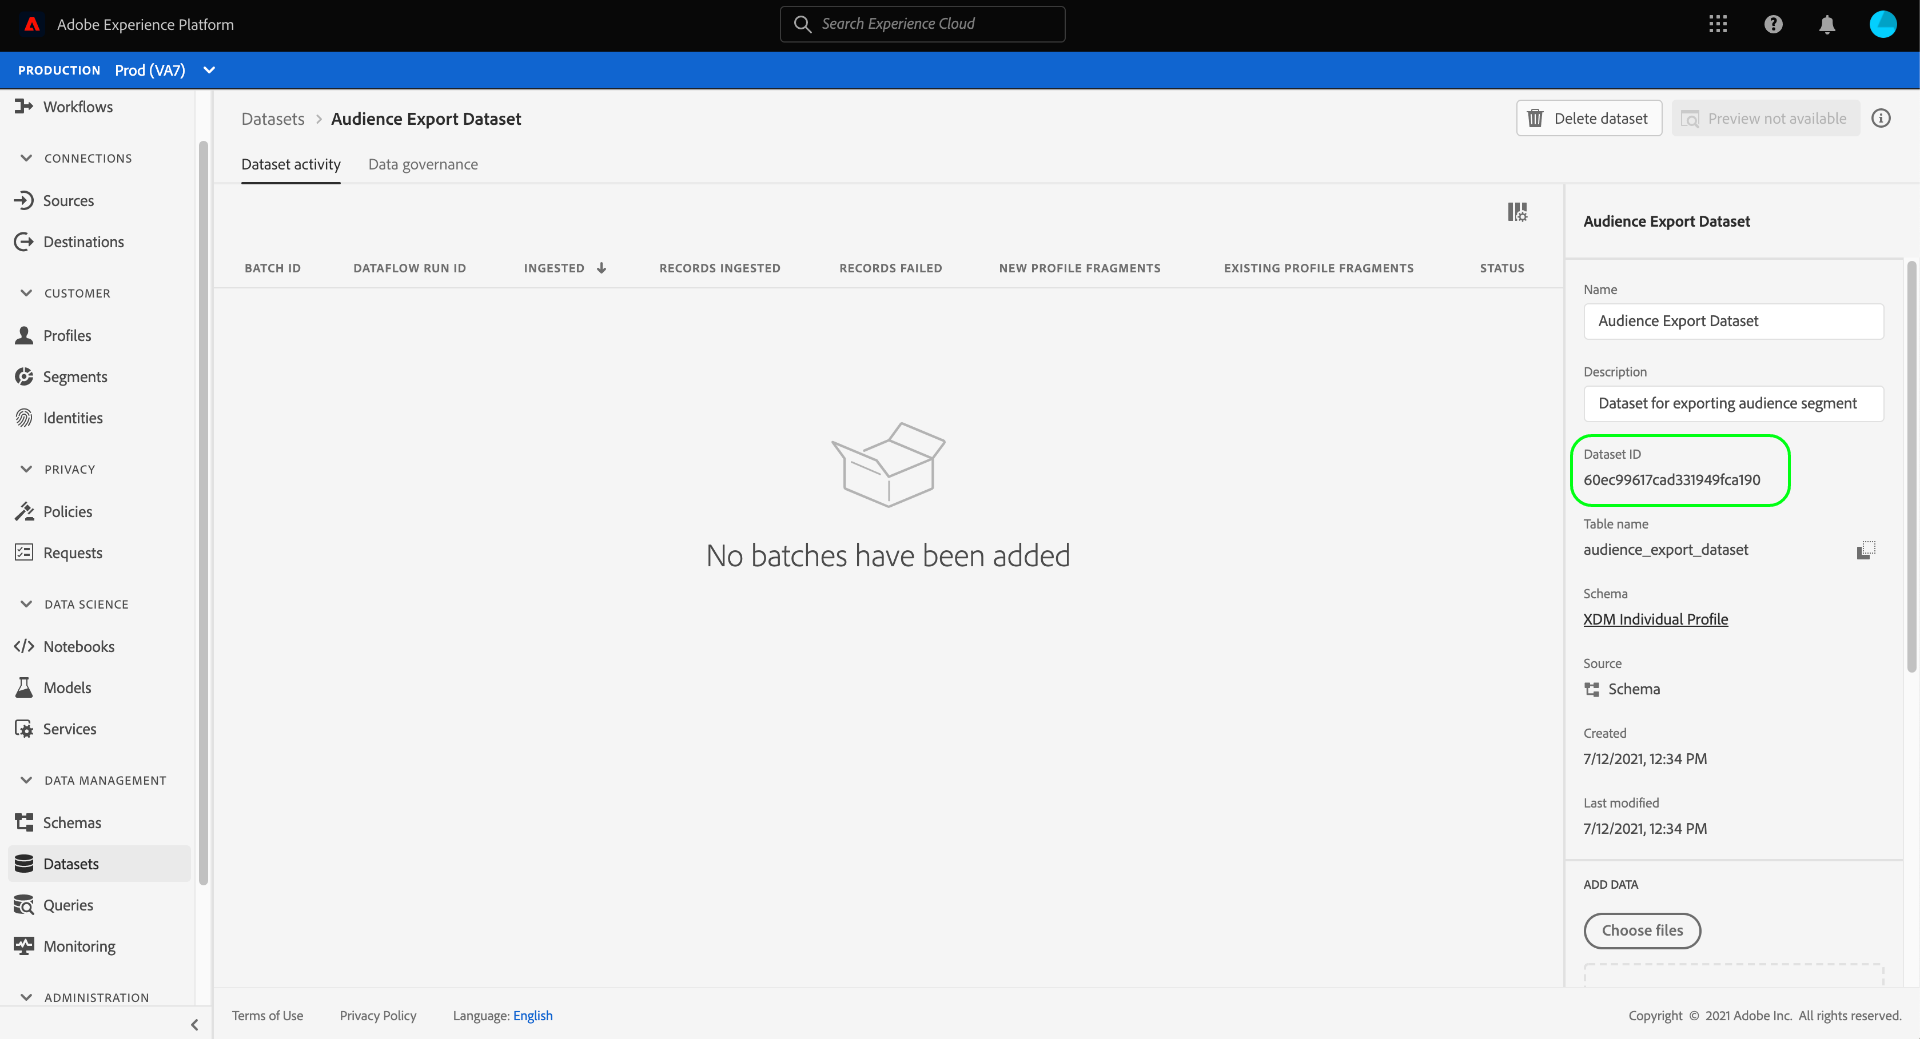 Adobe Experience Platform
Search Experience Cloud
PRODUCTION Prod (VA7)
Workflows
CONNECTIONS
Sources
Destinations
CUSTOMER
Profiles
Segments
Identities
PRIVACY
Policies
Requests
DATA SCIENCE
Notebooks
Models
Services
DATA MANAGEMENT
Schemas
Datasets
Queries
Monitoring
ADMINISTRATION
Datasets > Audience Export Dataset
Delete dataset
Preview not available
Dataset activity Data governance
BATCH ID DATAFLOW RUN ID INGESTED RECORDS INGESTED RECORDS FAILED NEW PROFILE FRAGMENTS EXISTING PROFILE FRAGMENTS STATUS
No batches have been added
Audience Export Dataset
Name
Audience Export Dataset
Description
Dataset for exporting audience segment
Dataset ID
60ec99617cad331949fca190
Table name
audience_export_dataset
Schema
XDM Individual Profile
Source
Schema
Created
7/12/2021, 12:34 PM
Last modified
7/12/2021, 12:34 PM
ADD DATA
Choose files
Terms of Use Privacy Policy Language: English
Copyright © 2021 Adobe Inc. All rights reserved.